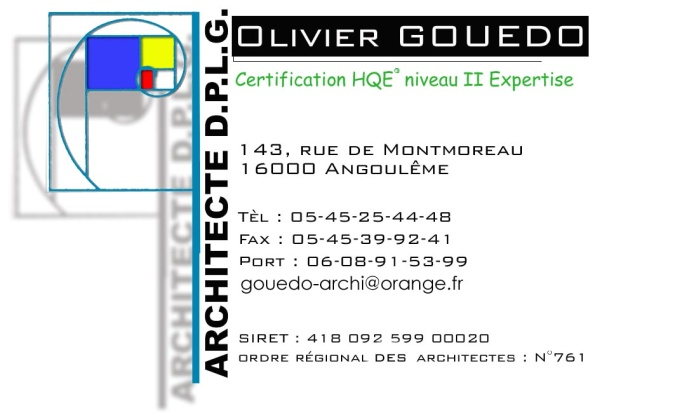 Olivier GOUEDO
Certification HQEª niveau II Expertise
ARCHITECTE D.P.L.G.
143, rue de Montmoreau
16000 Angoulême
Tèl : 05-45-25-44-48
Fax : 05-45-39-92-41
Port : 06-08-91-53-99
gouedo-archi@orange.fr
SIRET : 418 092 599 00020
ORDRE RÉGIONAL DES ARCHITECTES : N°761
ARCHITECTE D.P.L.G.